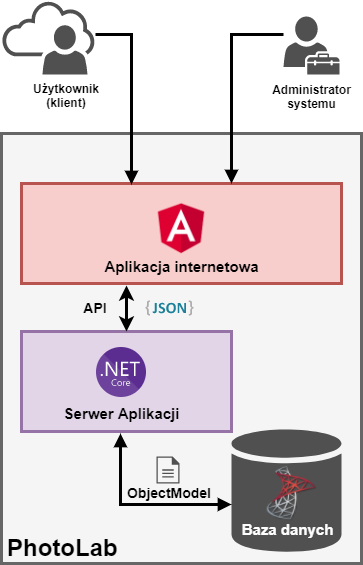 Użytkownik
(klient)
Administrator
systemu
A
Aplikacja internetowa
API
{JSON}
.NET
Core
Serwer Aplikacji
ObjectModel
Baza danych
PhotoLab